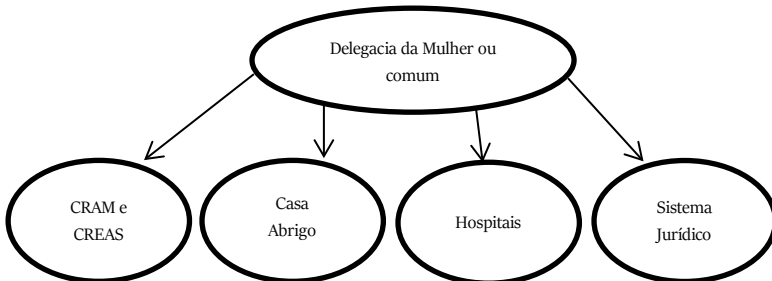 Delegacia da Mulher ou
comum
CRAM e
CREAS
Casa
Abrigo
Hospitais
Sistema
Jurídico